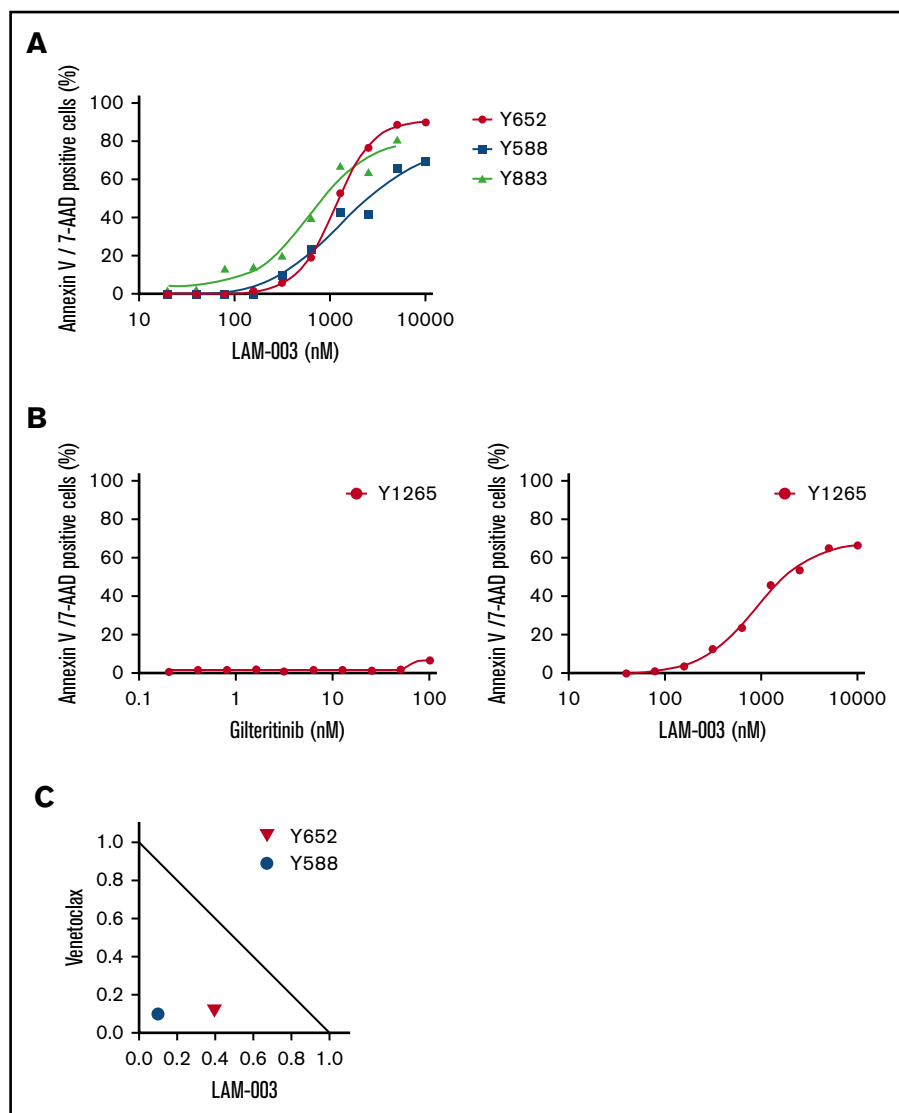 A
Annexin V / 7-AAD positive cells (%)
100
80
60
40
20
0
10
100
1000
10000
LAM-003 (nM)
Y652
Y588
Y883
B
Annexin V /7-AAD positive cells (%)
100
80
60
40
20
0
0.1
1
10
100
Gilteritinib (nM)
Y1265
Annexin V /7-AAD positive cells (%)
100
80
60
40
20
0
10
100
1000
10000
LAM-003 (nM)
Y1265
C
Venetoclax
1.0
0.8
0.6
0.4
0.2
0.0
0.0 0.2 0.4 0.6 0.8 1.0
LAM-003
Y652
Y588